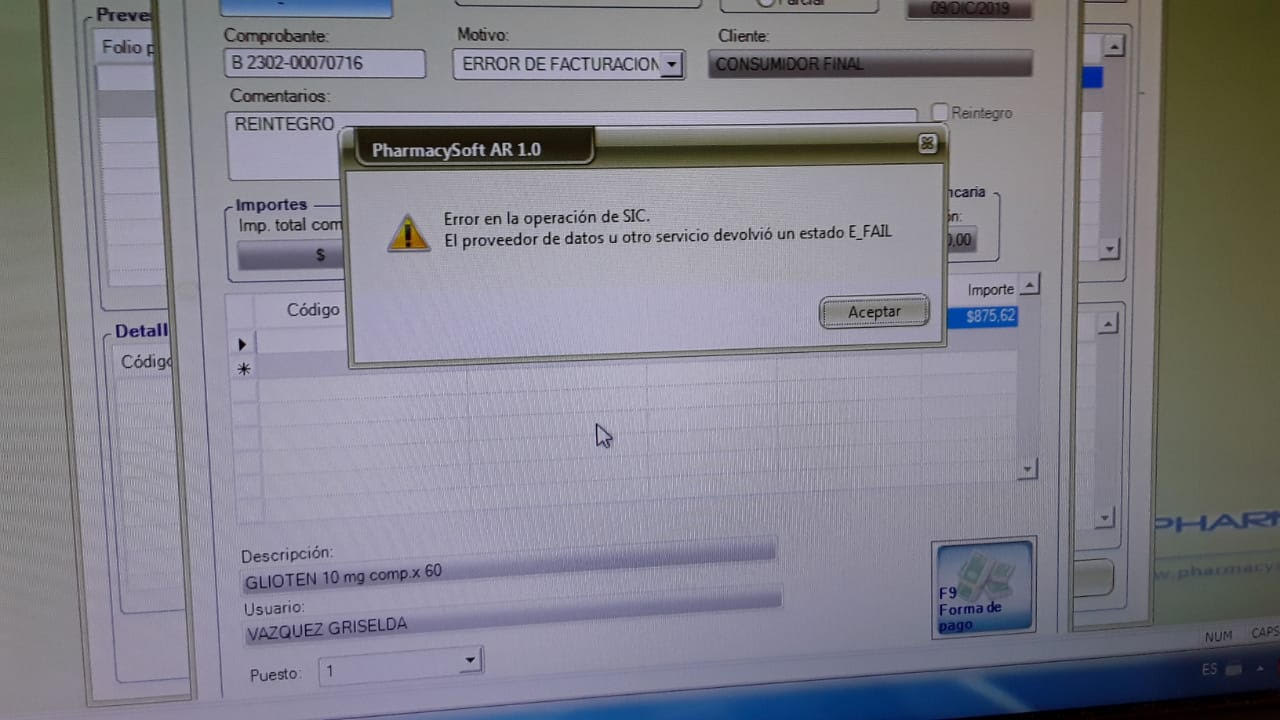 Parcial
09/DIC/2019
Preve
Folio p
Comprobante:
Motivo:
Cliente:
B 2302-00070716
ERROR DE FACTURACION
CONSUMIDOR FINAL
Comentarios:
REINTEGRO
Reintegro
PharmacySoft AR 1.0
Error en la operación de SIC.
El proveedor de datos u otro servicio devolvió un estado E_FAIL
Aceptar
Importes
Imp. total com
$
ncaria
ón:
0,00
Código
Importe
$875,62
Detall
Código
Descripción:
GLIOTEN 10 mg comp.x 60
Usuario:
VAZQUEZ GRISELDA
Puesto:
1
F9
Forma de
pago
PHAR
w.pharmacy
NUM
CAPS
ES